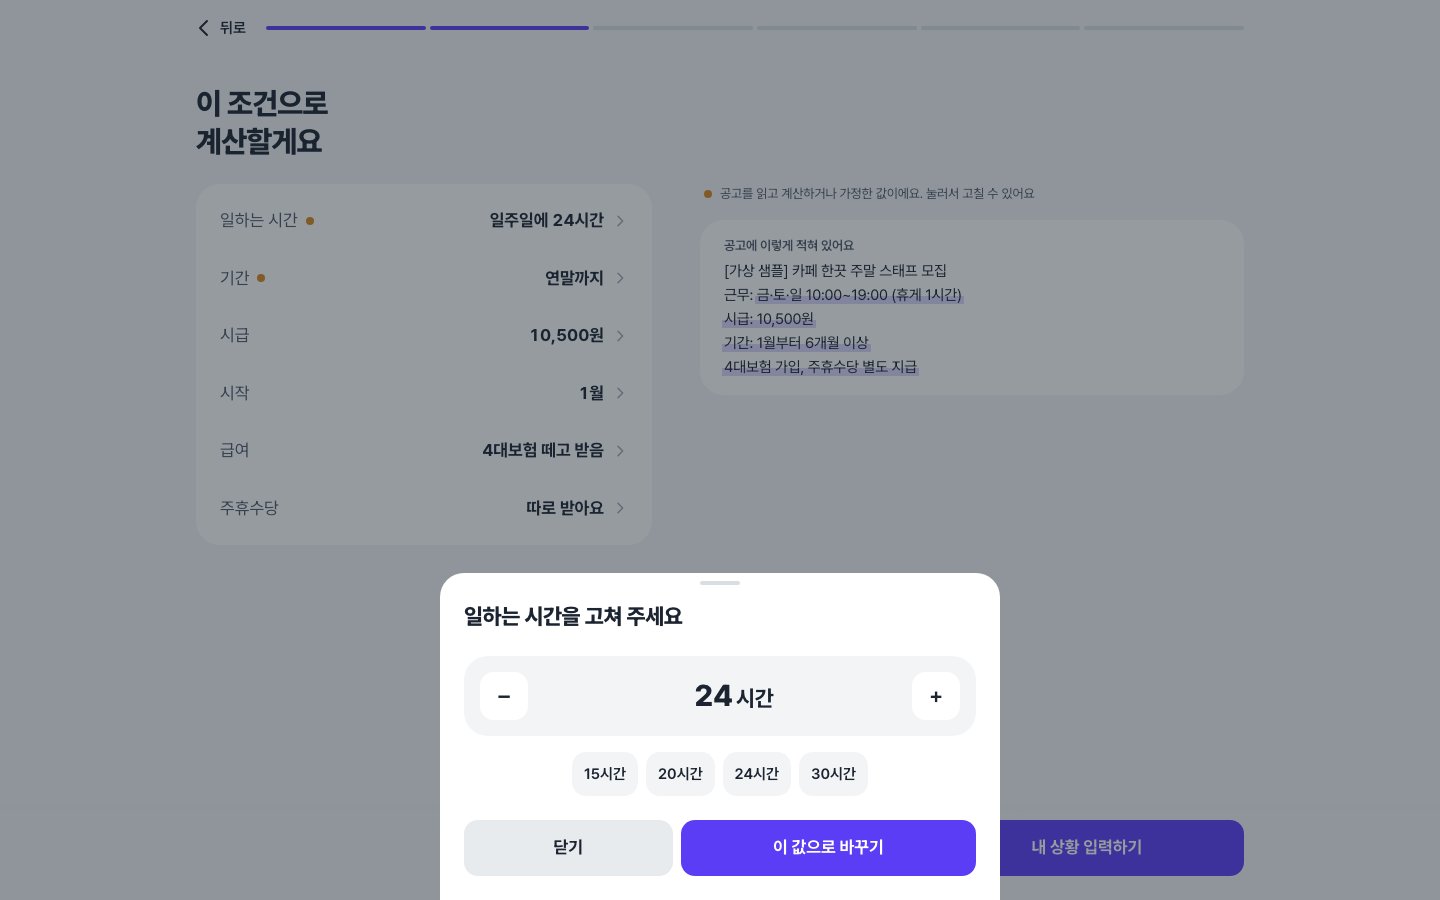 뒤로
이 조건으로
계산할게요
일하는 시간 일주일에 24시간
기간 연말까지
시급 10,500원
시작 1월
급여 4대보험 떼고 받음
주휴수당 따로 받아요
공고를 읽고 계산하거나 가정한 값이에요. 눌러서 고칠 수 있어요
공고에 이렇게 적혀 있어요
[가상 샘플] 카페 한끗 주말 스태프 모집
근무: 금·토·일 10:00~19:00 (휴게 1시간)
시급: 10,500원
기간: 1월부터 6개월 이상
4대보험 가입, 주휴수당 별도 지급
일하는 시간을 고쳐 주세요
− 24 시간 +
15시간 20시간 24시간 30시간
닫기 이 값으로 바꾸기
내 상황 입력하기